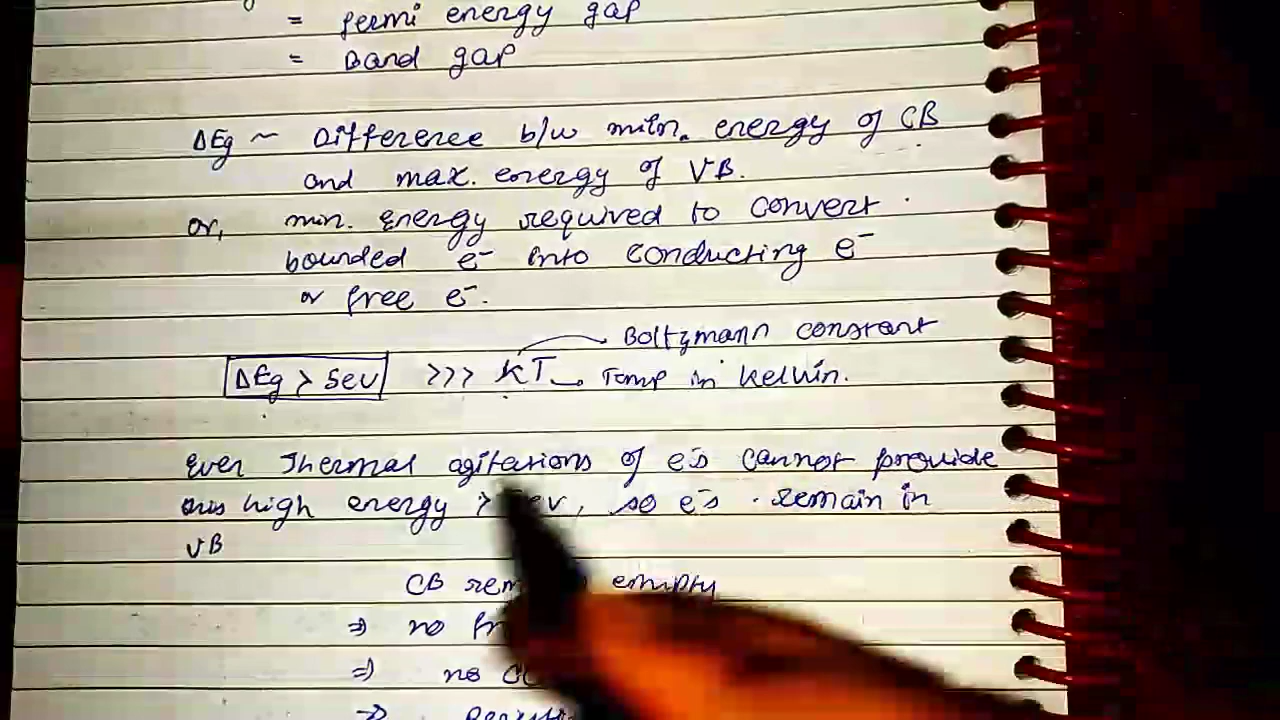 = fermi energy gap
= Band gap
ΔEg ~ Difference b/w min. energy of CB
and max. energy of VB.
or, min. energy required to convert
bounded e⁻ into conducting e⁻
or free e⁻.
Boltzmann constant
ΔEg > 5eV >>> KT → Temp in Kelvin.
Even Thermal agitations of e⁻s cannot provide
this high energy > eV, so e⁻s remain in
VB
CB empty
⇒ no
⇒ no
⇒